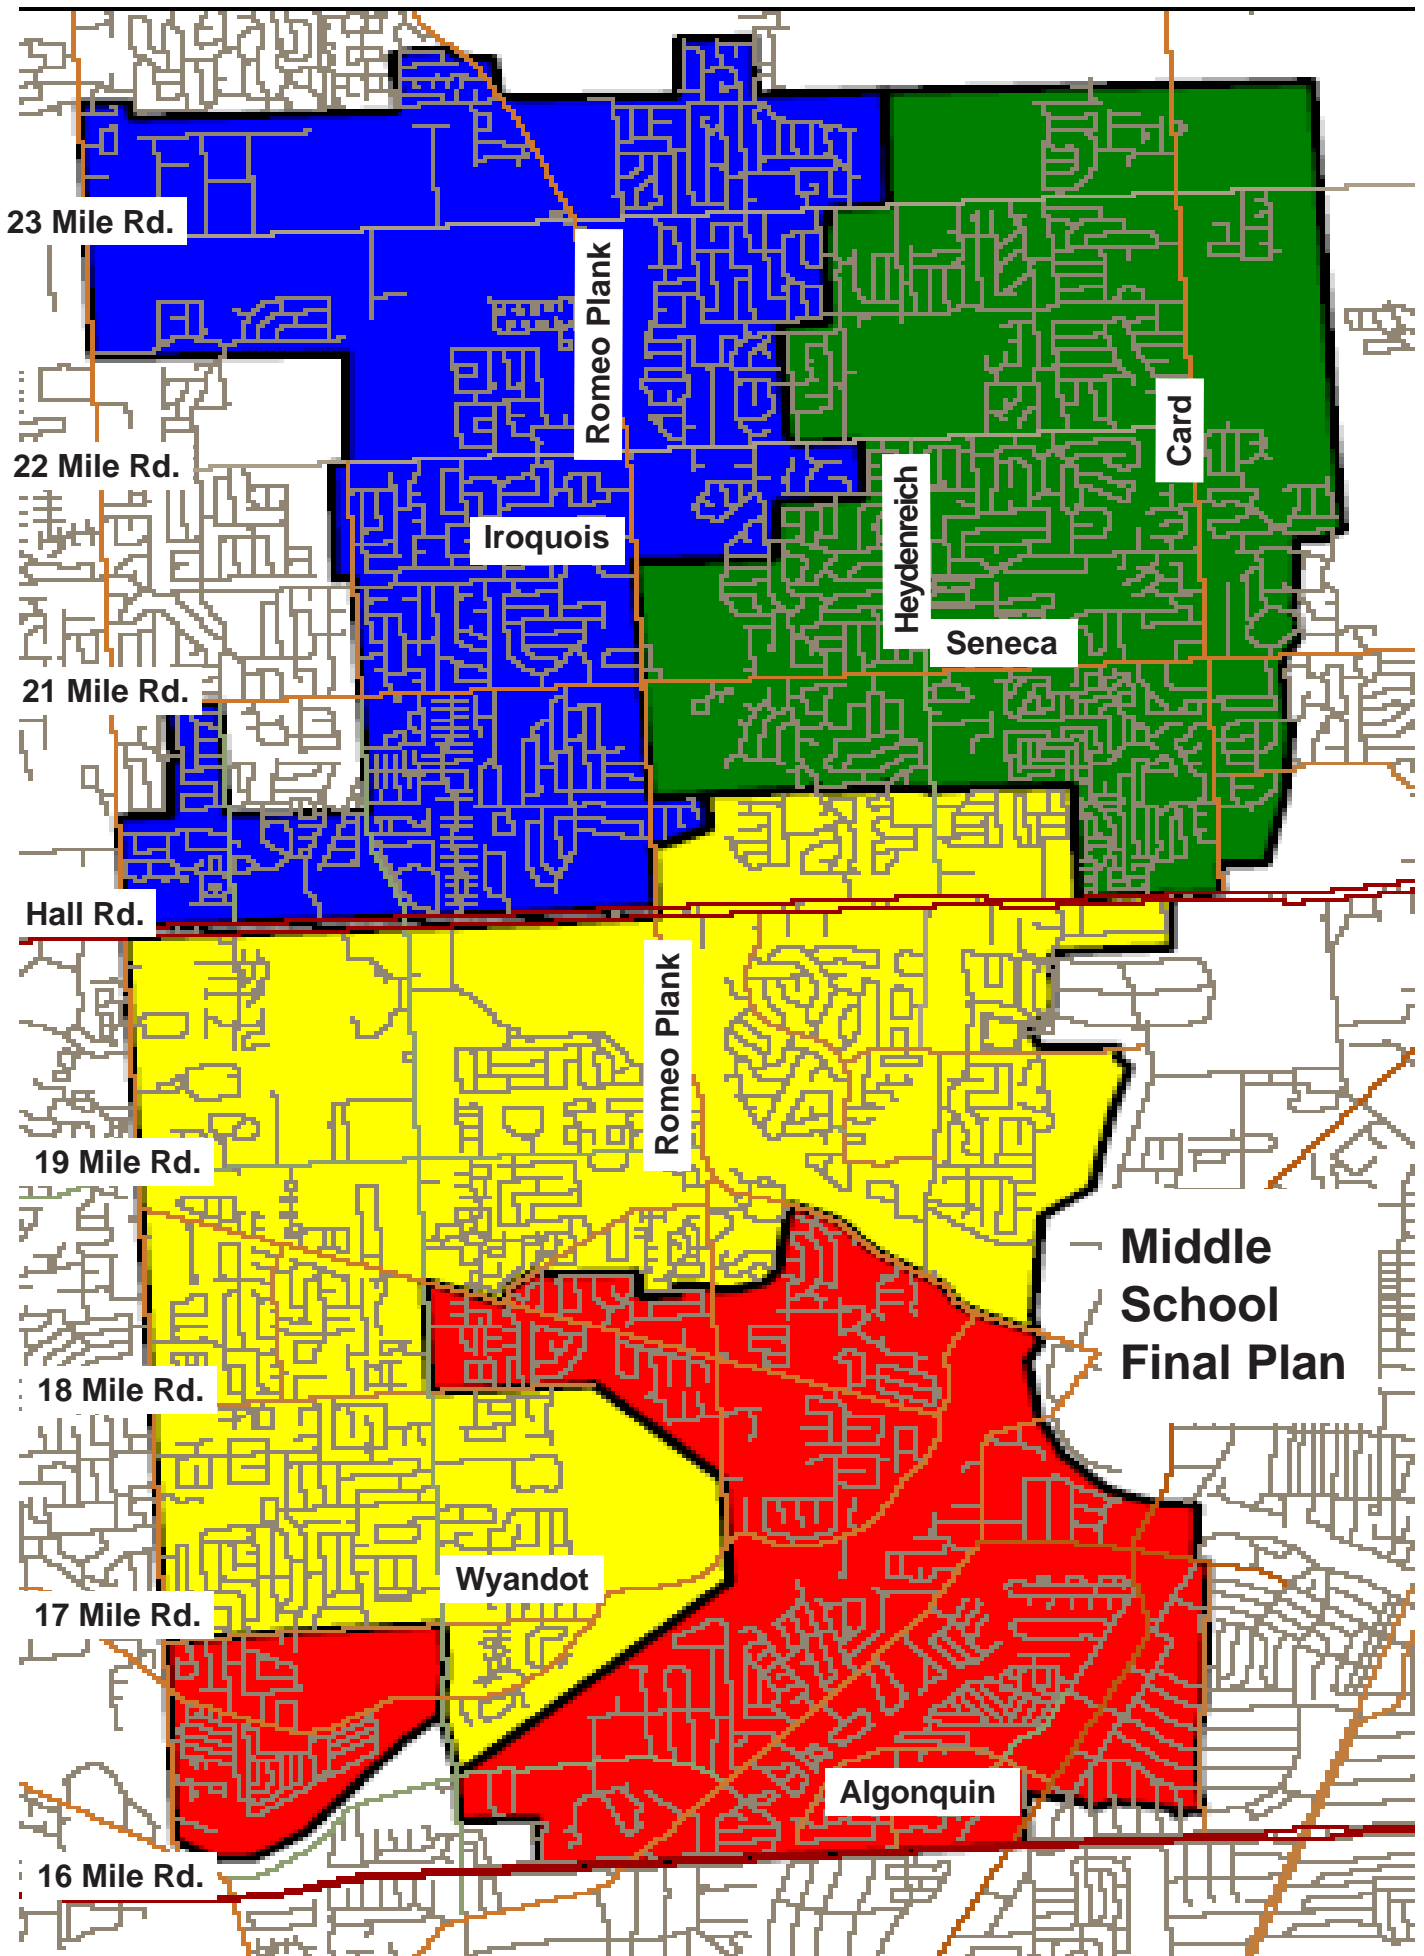 23 Mile Rd.
Romeo Plank
Card
22 Mile Rd.
Heydenreich
Iroquois
Seneca
21 Mile Rd.
Hall Rd.
Romeo Plank
19 Mile Rd.
Middle
School
Final Plan
18 Mile Rd.
Wyandot
17 Mile Rd.
Algonquin
16 Mile Rd.